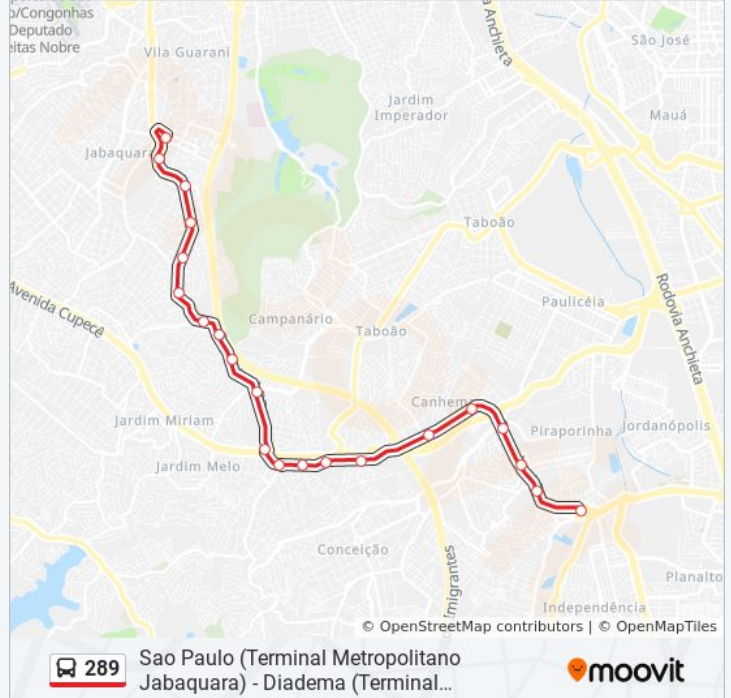 o/Congonhas
Deputado
eitas Nobre
Vila Guarani
a Anchieta
São José
Jardim
Imperador
Mauá
Jabaquara
Taboão
Avenida Cupecê
Rodovia Anchieta
Paulicéia
Campanário
Taboão
Canhema
Jardim Miriam
Piraporinha
Jordanópolis
Jardim Melo
Conceição
migrantes
Planalto
Independência
© OpenStreetMap contributors | © OpenMapTiles
289
Sao Paulo (Terminal Metropolitano
Jabaquara) - Diadema (Terminal...
moovit